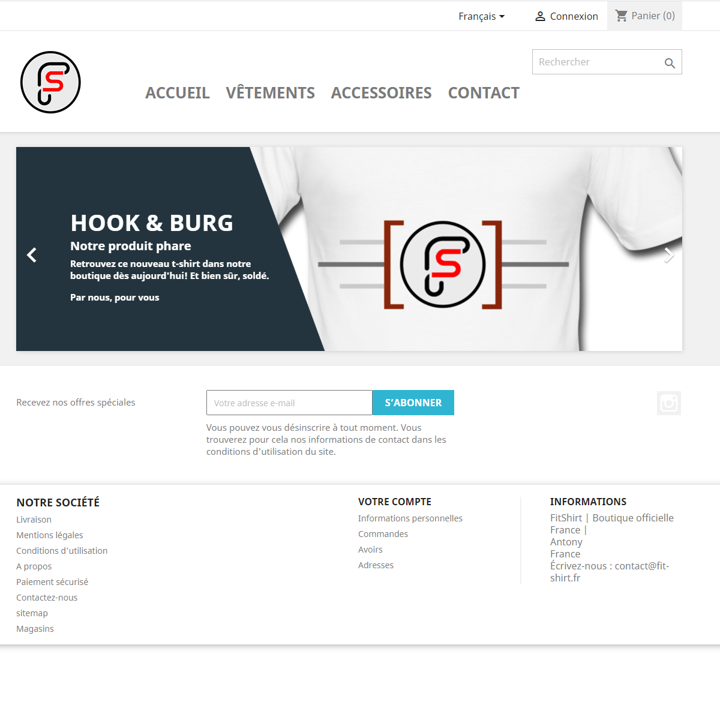 Français
Connexion
Panier (0)
Rechercher
FS
ACCUEIL VÊTEMENTS ACCESSOIRES CONTACT
HOOK & BURG
Notre produit phare
Retrouvez ce nouveau t-shirt dans notre
boutique dès aujourd'hui! Et bien sûr, soldé.
Par nous, pour vous
FS
Recevez nos offres spéciales
Votre adresse e-mail
S'ABONNER
Vous pouvez vous désinscrire à tout moment. Vous
trouverez pour cela nos informations de contact dans les
conditions d'utilisation du site.
NOTRE SOCIÉTÉ
Livraison
Mentions légales
Conditions d'utilisation
A propos
Paiement sécurisé
Contactez-nous
sitemap
Magasins
VOTRE COMPTE
Informations personnelles
Commandes
Avoirs
Adresses
INFORMATIONS
FitShirt | Boutique officielle
France |
Antony
France
Écrivez-nous : contact@fit-
shirt.fr